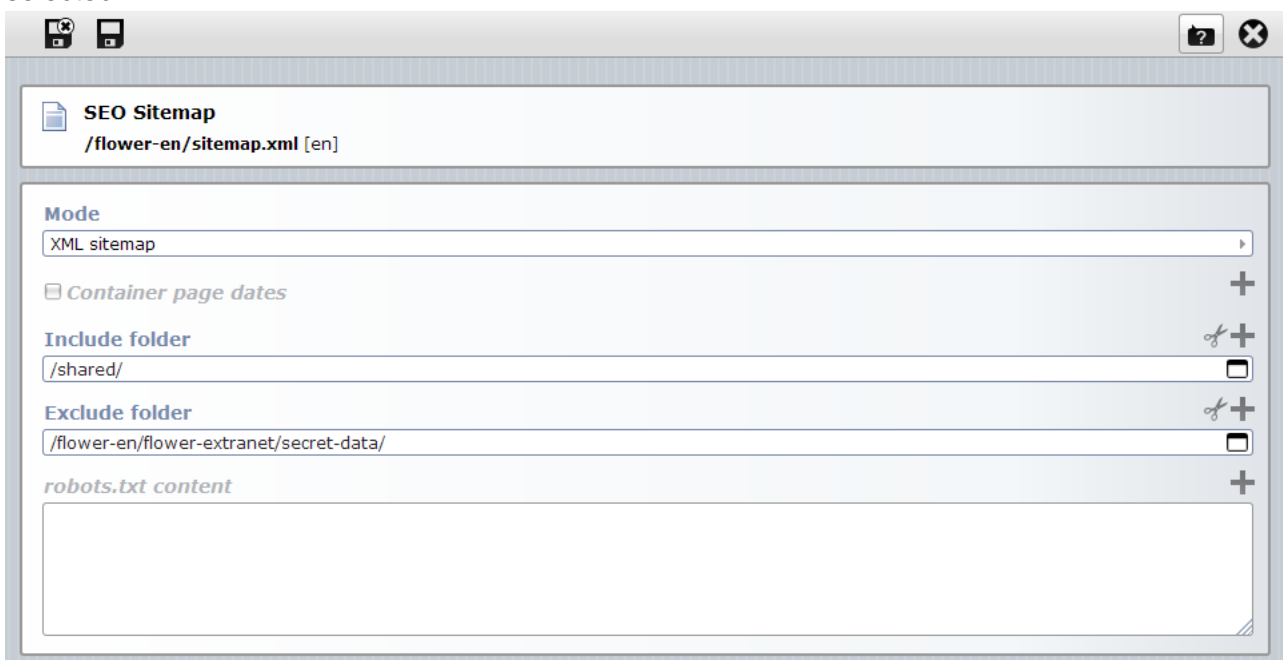 SEO Sitemap
/flower-en/sitemap.xml [en]
Mode
XML sitemap
Container page dates
Include folder
/shared/
Exclude folder
/flower-en/flower-extranet/secret-data/
robots.txt content